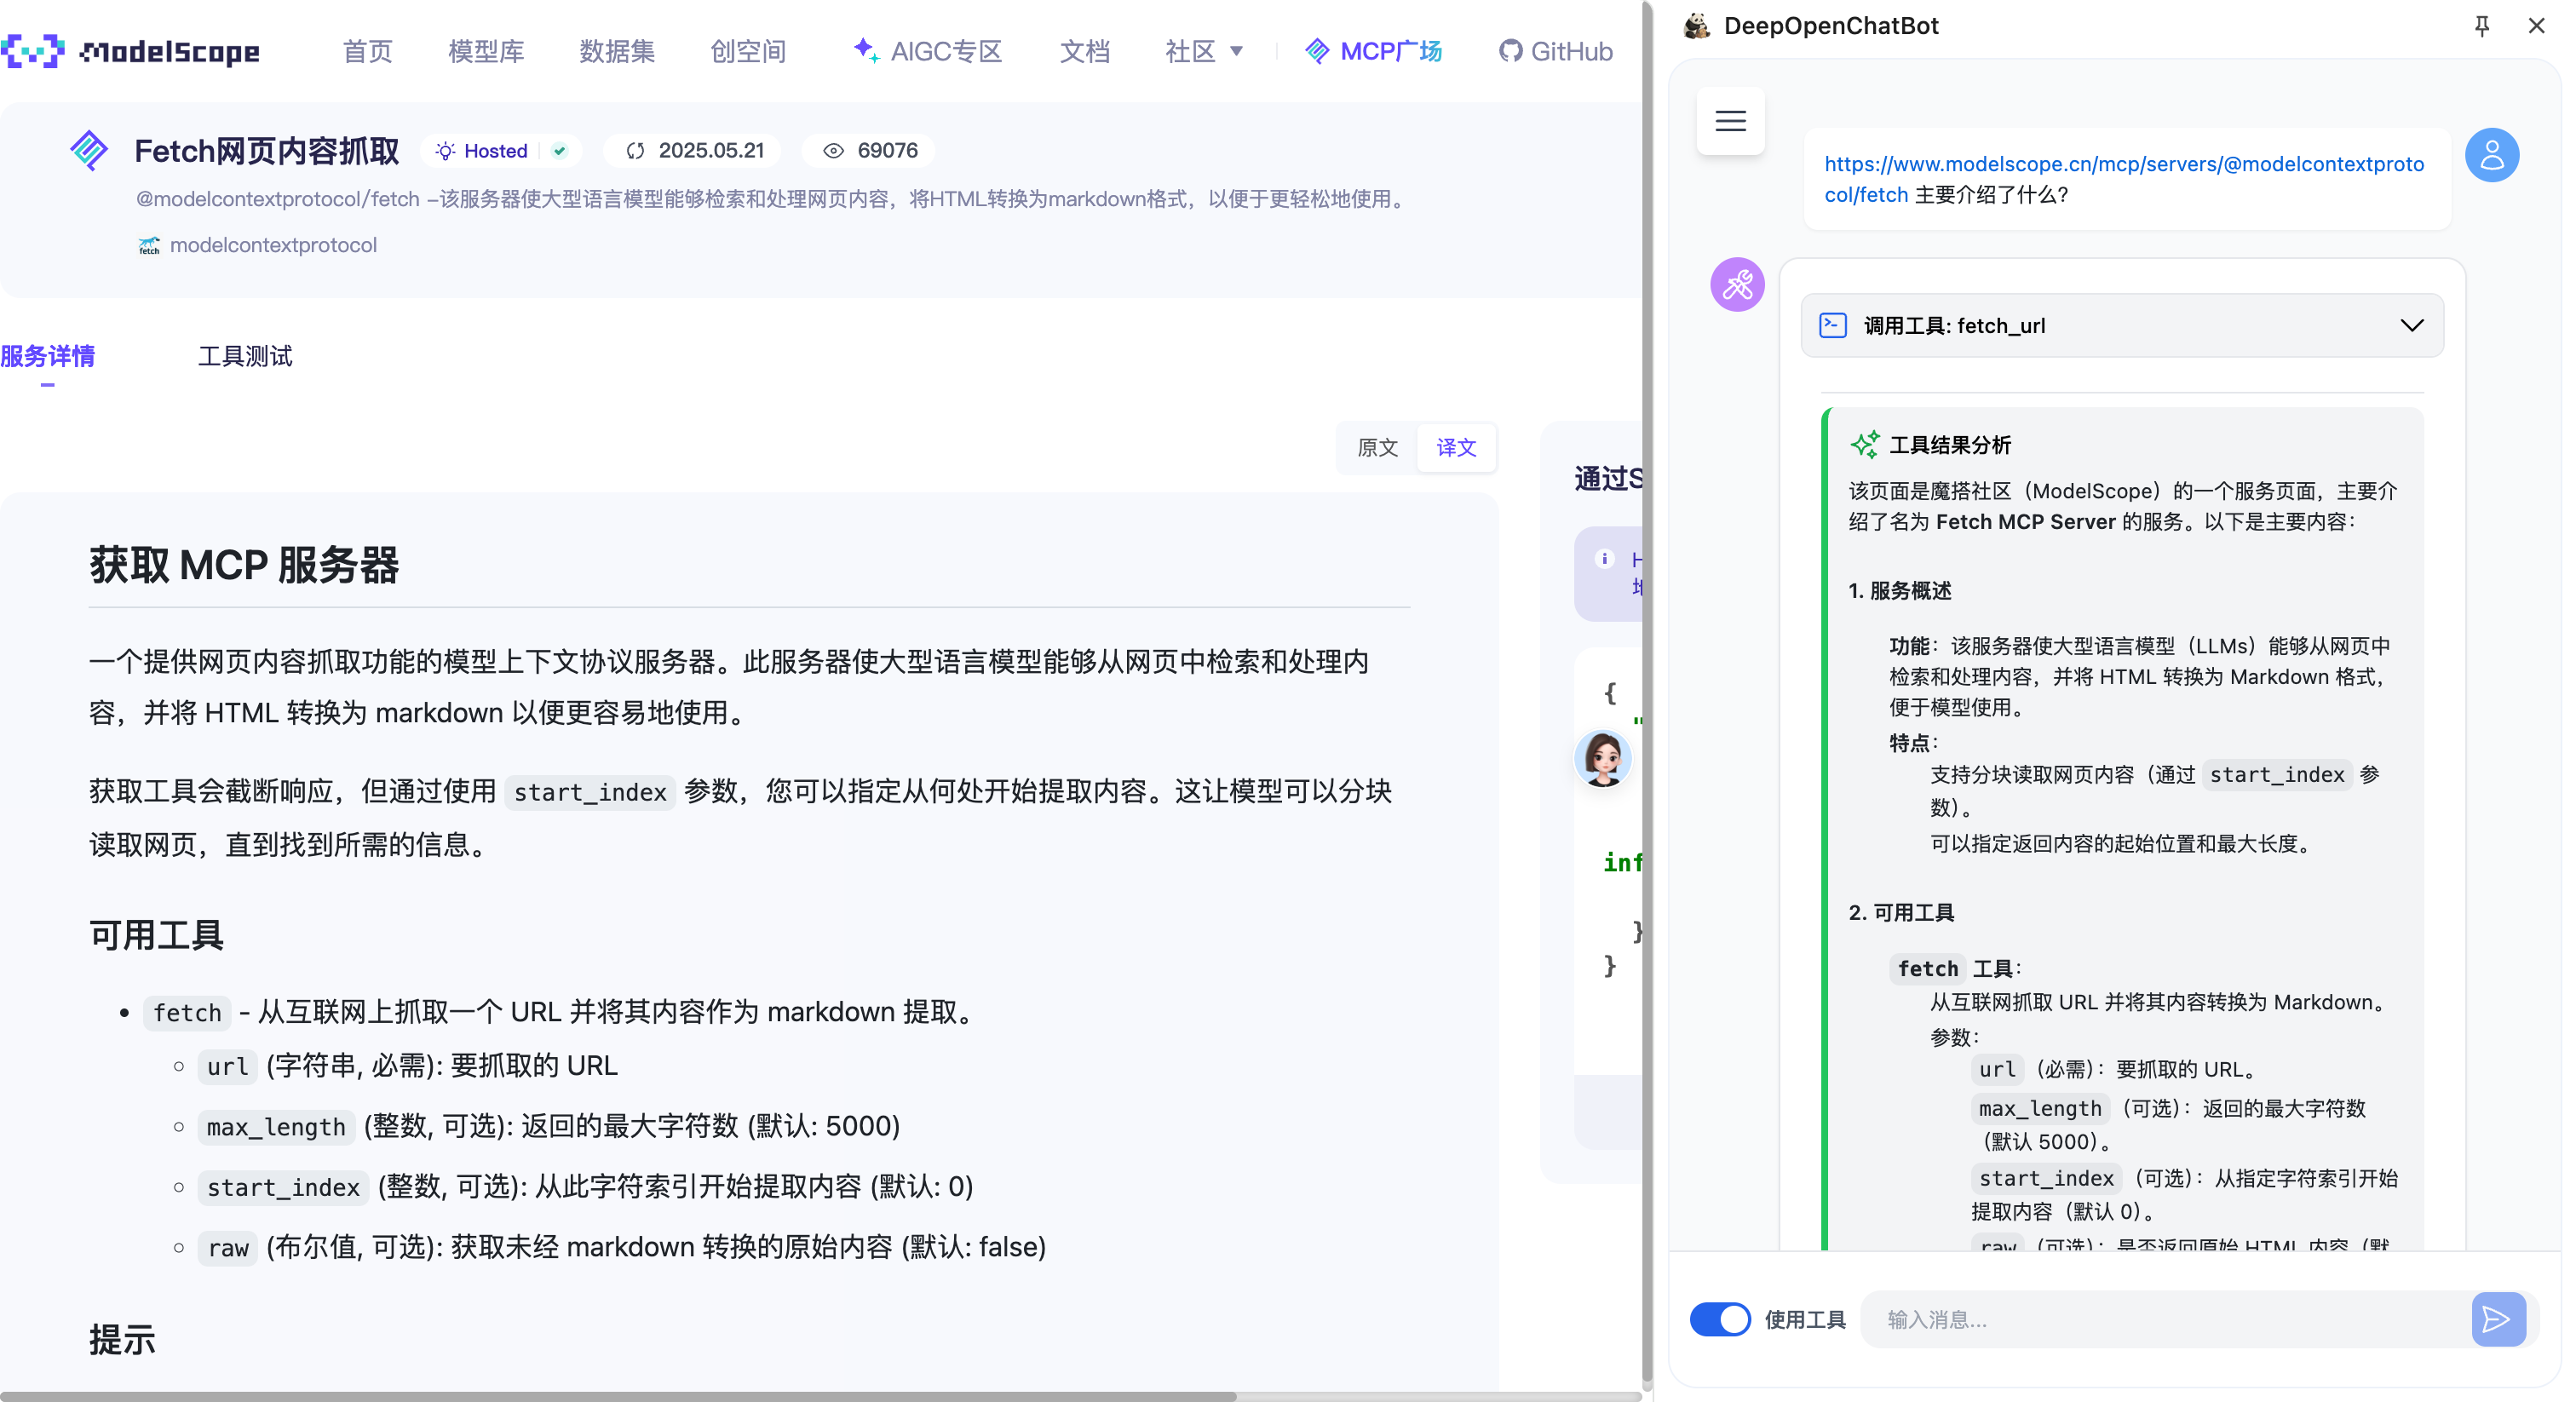 ModelScope
首页
模型库
数据集
创空间
AIGC专区
文档
社区
MCP广场
GitHub
Fetch网页内容抓取
Hosted
2025.05.21
69076
@modelcontextprotocol/fetch -该服务器使大型语言模型能够检索和处理网页内容，将HTML转换为markdown格式，以便于更轻松地使用。
fetch
modelcontextprotocol
服务详情
工具测试
原文
译文
获取 MCP 服务器
一个提供网页内容抓取功能的模型上下文协议服务器。此服务器使大型语言模型能够从网页中检索和处理内
容，并将 HTML 转换为 markdown 以便更容易地使用。
获取工具会截断响应，但通过使用 start_index 参数，您可以指定从何处开始提取内容。这让模型可以分块
读取网页，直到找到所需的信息。
可用工具
• fetch - 从互联网上抓取一个 URL 并将其内容作为 markdown 提取。
◦ url (字符串, 必需): 要抓取的 URL
◦ max_length (整数, 可选): 返回的最大字符数 (默认: 5000)
◦ start_index (整数, 可选): 从此字符索引开始提取内容 (默认: 0)
◦ raw (布尔值, 可选): 获取未经 markdown 转换的原始内容 (默认: false)
提示
通过S
{
"
inf
}
}
DeepOpenChatBot
https://www.modelscope.cn/mcp/servers/@modelcontextproto
col/fetch 主要介绍了什么?
调用工具: fetch_url
工具结果分析
该页面是魔搭社区（ModelScope）的一个服务页面，主要介
绍了名为 Fetch MCP Server 的服务。以下是主要内容：
1. 服务概述
功能：该服务器使大型语言模型（LLMs）能够从网页中
检索和处理内容，并将 HTML 转换为 Markdown 格式，
便于模型使用。
特点：
支持分块读取网页内容（通过 start_index 参
数）。
可以指定返回内容的起始位置和最大长度。
2. 可用工具
fetch 工具：
从互联网抓取 URL 并将其内容转换为 Markdown。
参数：
url （必需）：要抓取的 URL。
max_length （可选）：返回的最大字符数
（默认 5000）。
start_index （可选）：从指定字符索引开始
提取内容（默认 0）。
raw （可选）：是否返回原始 HTML 内容（默
使用工具
输入消息...